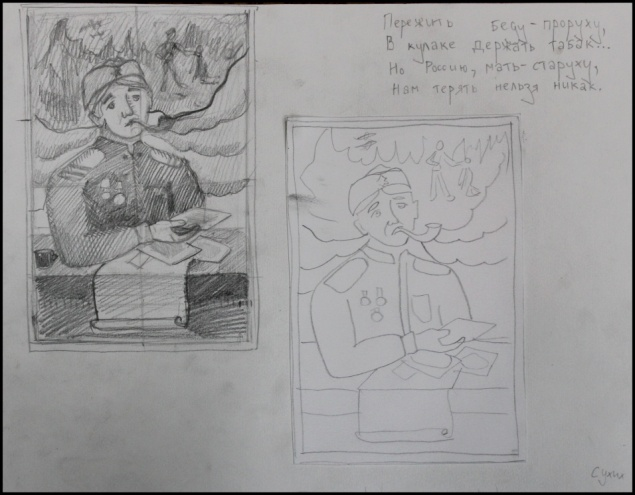 Пережить беду-проруху,
В кулаке держать табак...
Но Россию, мать-старуху,
Нам терять нельзя никак.